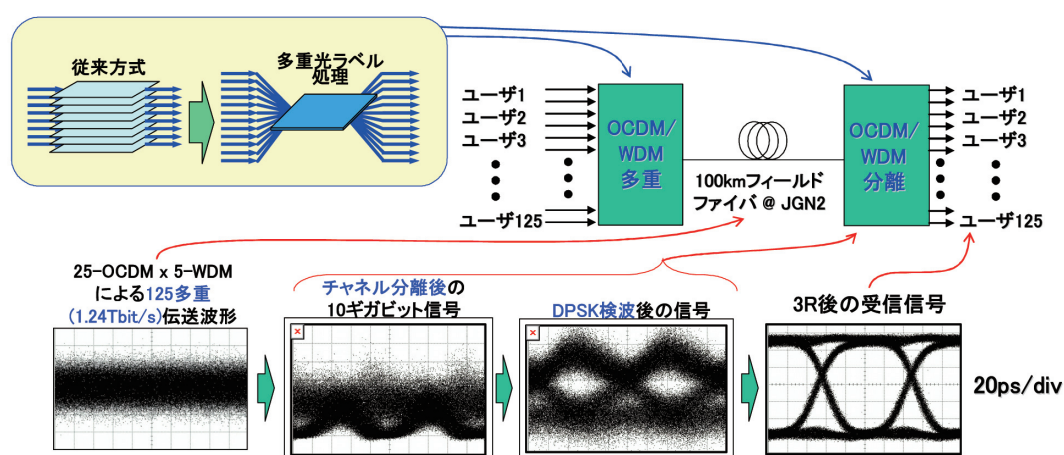 従来方式
多重光ラベル
処理
ユーザ1
ユーザ2
ユーザ3
ユーザ125
OCDM/
WDM
多重
100kmフィールド
ファイバ @ JGN2
OCDM/
WDM
分離
ユーザ1
ユーザ2
ユーザ3
ユーザ125
25-OCDM x 5-WDM
による125多重
(1.24Tbit/s)伝送波形
チャネル分離後の
10ギガビット信号
DPSK検波後の信号
3R後の受信信号
20ps/div